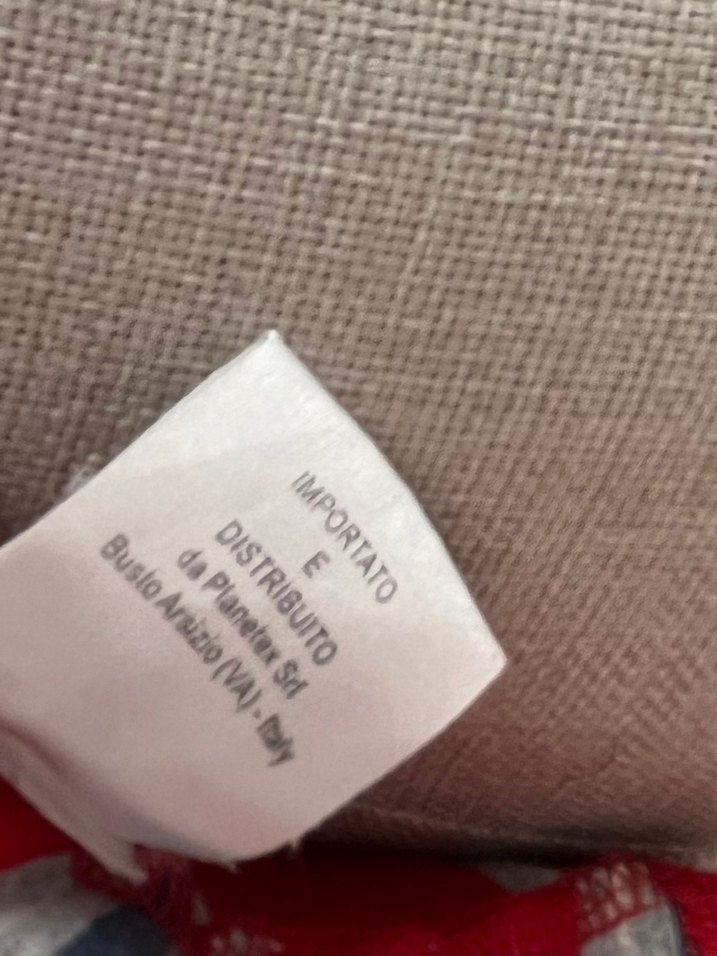 IMPORTATO
E
DISTRIBUITO
da Planetex Srl
Busto Arsizio (VA) - Italy